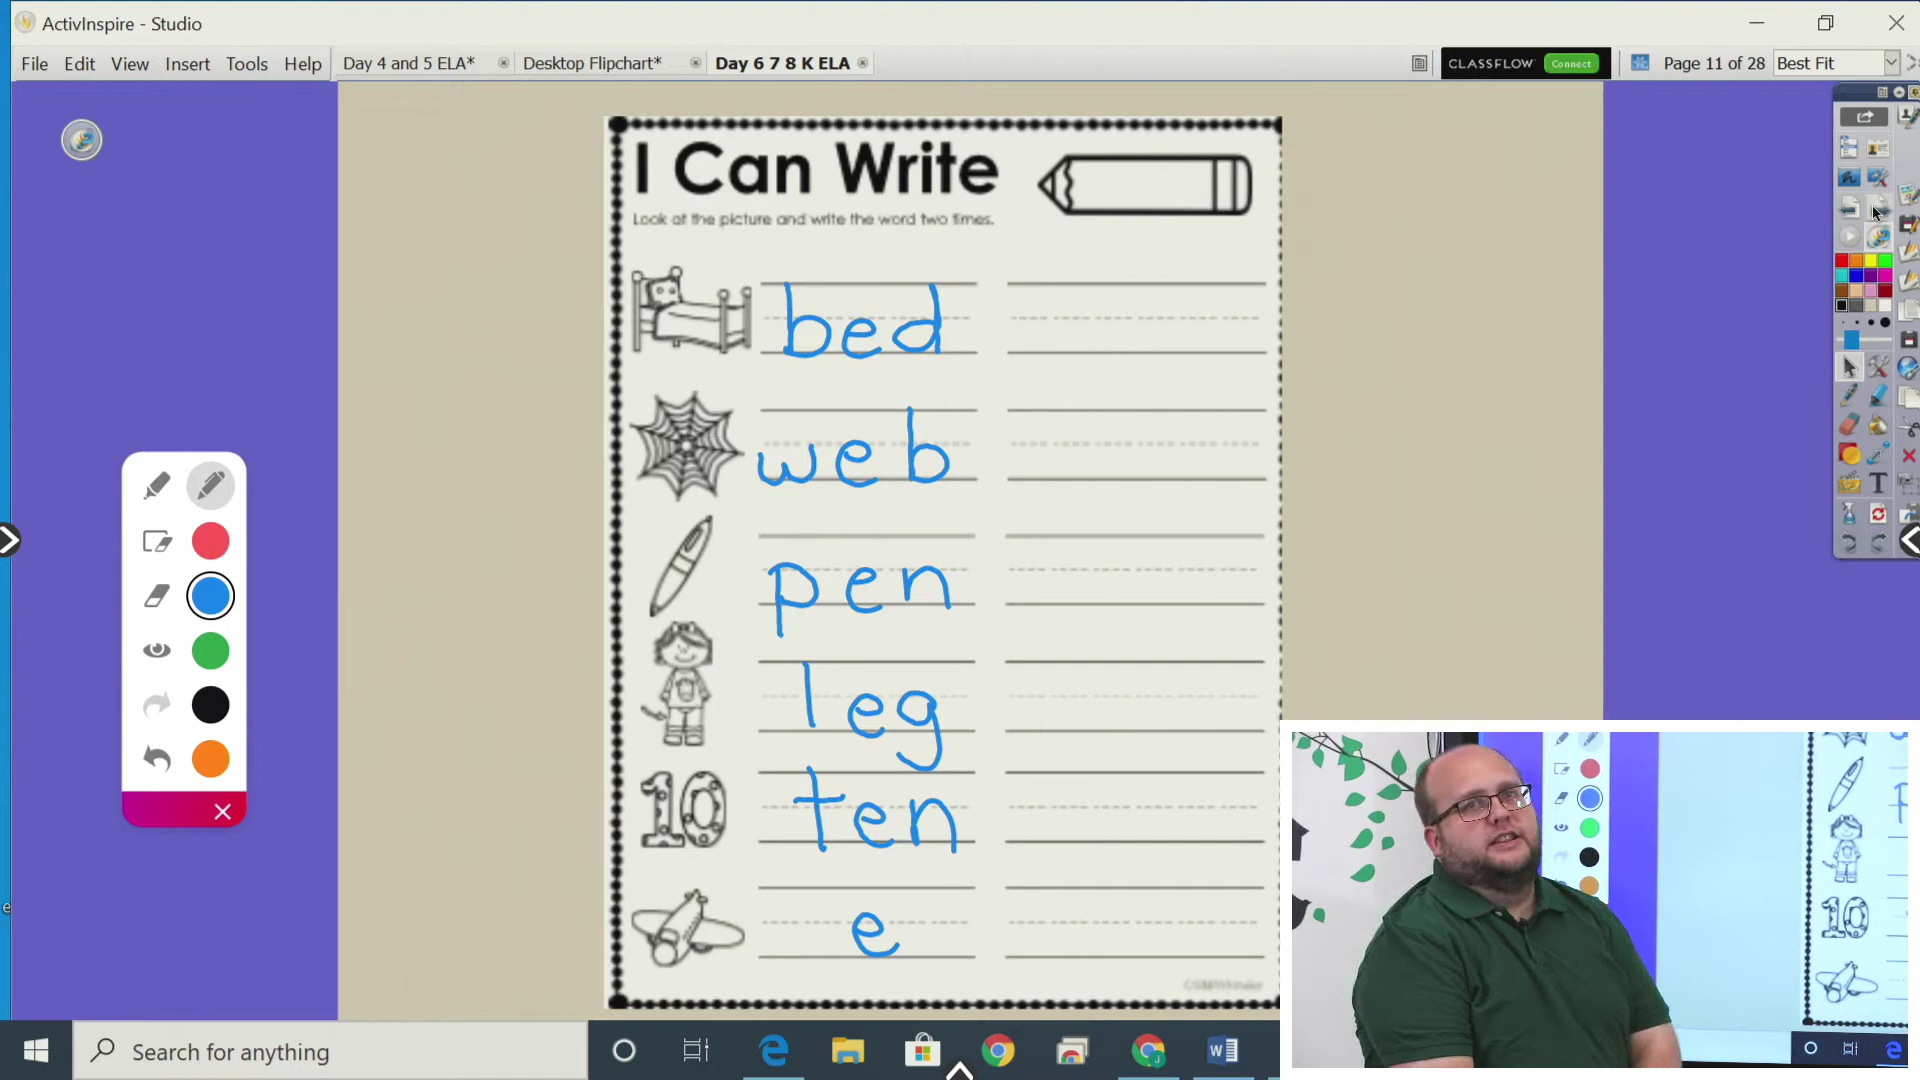 ActivInspire - Studio
File Edit View Insert Tools Help
Day 4 and 5 ELA* Desktop Flipchart* Day 6 7 8 K ELA
CLASSFLOW Connect
Page 11 of 28 Best Fit
I Can Write
Look at the picture and write the word two times.
bed
web
pen
leg
10 ten
e
10
Search for anything